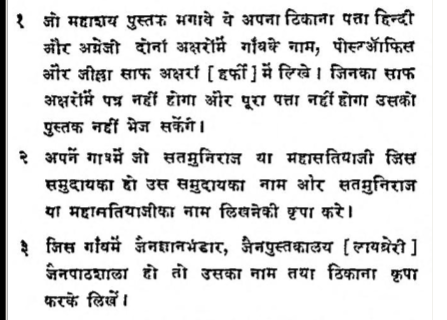 १ जो महाशय पुस्तक मगावे ये अपना ठिकाना पता हिन्दी
और अग्रेजी दोनों अक्षरोंमें गाँवके नाम, पोस्टऑफिस
और जील्ला साफ अक्षरों [ हर्फो ] में लिखे । जिनका साफ
अक्षरोंमें पत्र नहीं होगा और पूरा पत्ता नहीं होगा उसको
पुस्तक नहीं भेज सकेंगे ।
२ अपनें गाममें जो सतमुनिराज या महासतियाजी जिस
समुदायका हो उस समुदायका नाम और सतमुनिराज
या महासतियाजीका नाम लिखनेकी कृपा करे ।
३ जिस गाँवमें जैनज्ञानभंडार, जैनपुस्तकालय [ लायब्रेरी ]
जैनपाठशाला हो तो उसका नाम तथा ठिकाना कृपा
करके लिखें ।